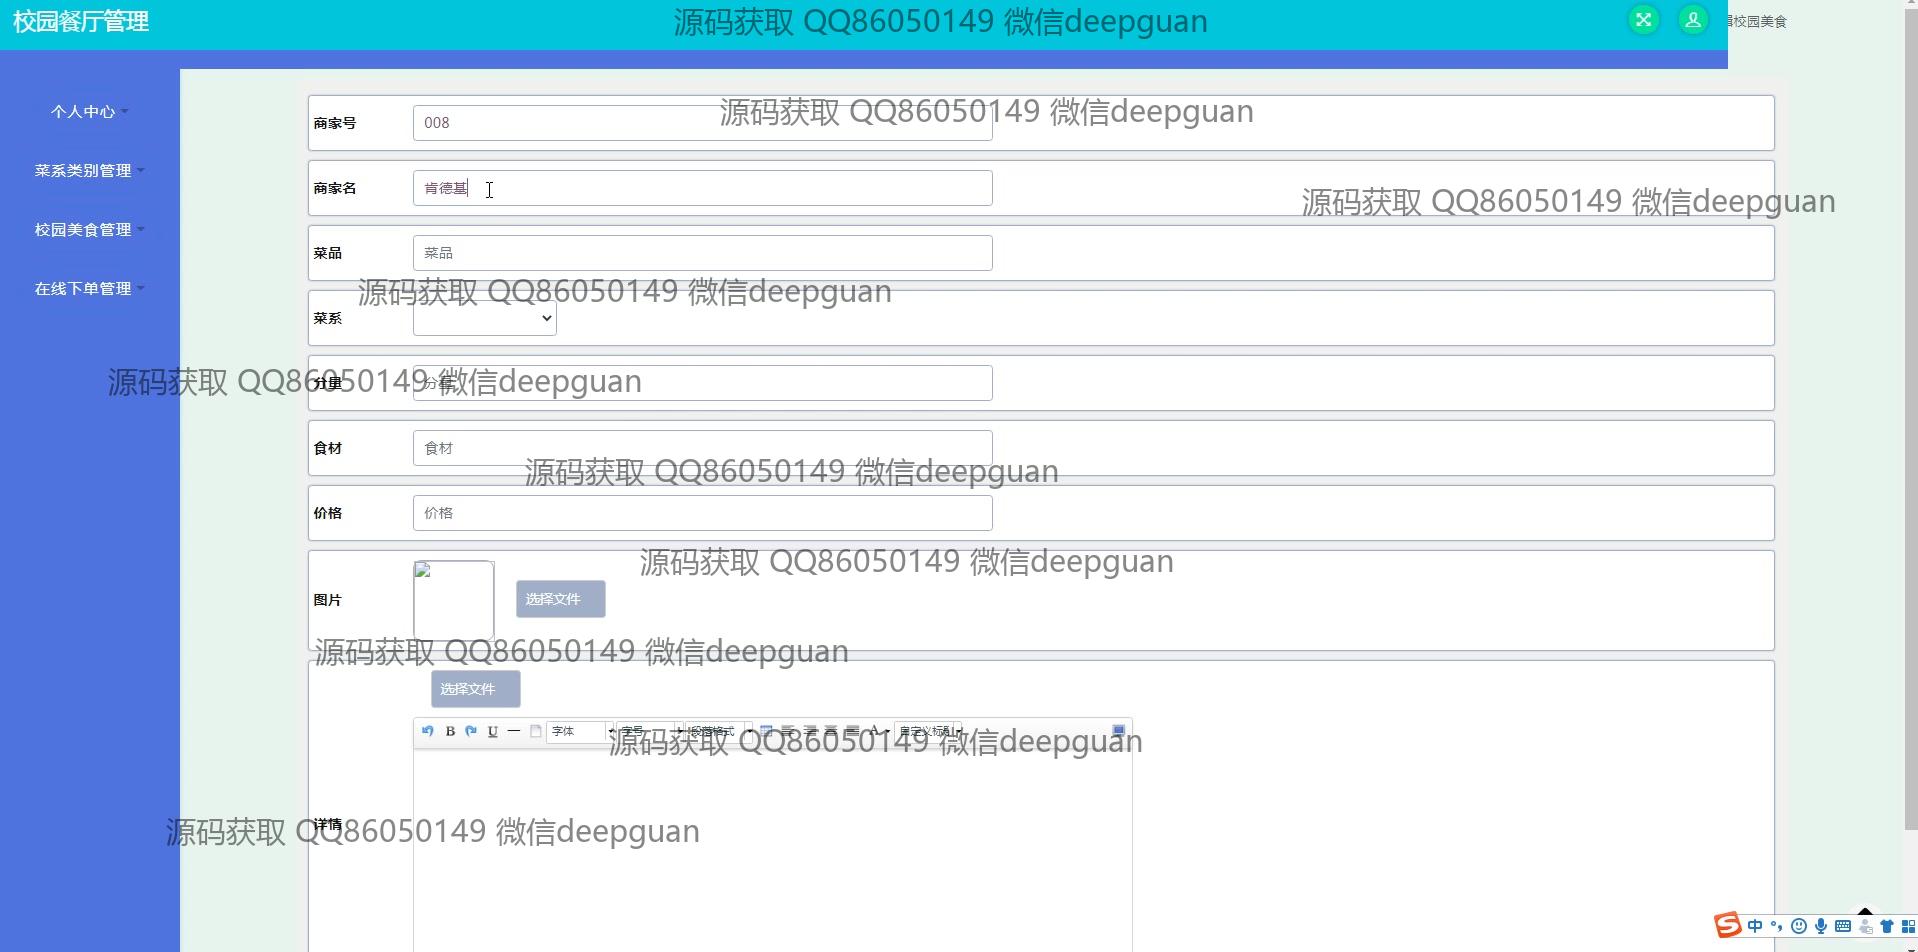 校园餐厅管理
源码获取 QQ86050149 微信deepguan
校园美食
个人中心
菜系类别管理
校园美食管理
在线下单管理
商家号 008
源码获取 QQ86050149 微信deepguan
商家名 肯德基
源码获取 QQ86050149 微信deepguan
菜品 菜品
源码获取 QQ86050149 微信deepguan
菜系
分量 分量
源码获取 QQ86050149 微信deepguan
食材 食材
源码获取 QQ86050149 微信deepguan
价格 价格
源码获取 QQ86050149 微信deepguan
图片 选择文件
源码获取 QQ86050149 微信deepguan
选择文件
B U 字体 字号 段落格式 A 自定义标题
源码获取 QQ86050149 微信deepguan
详情
源码获取 QQ86050149 微信deepguan
S 中